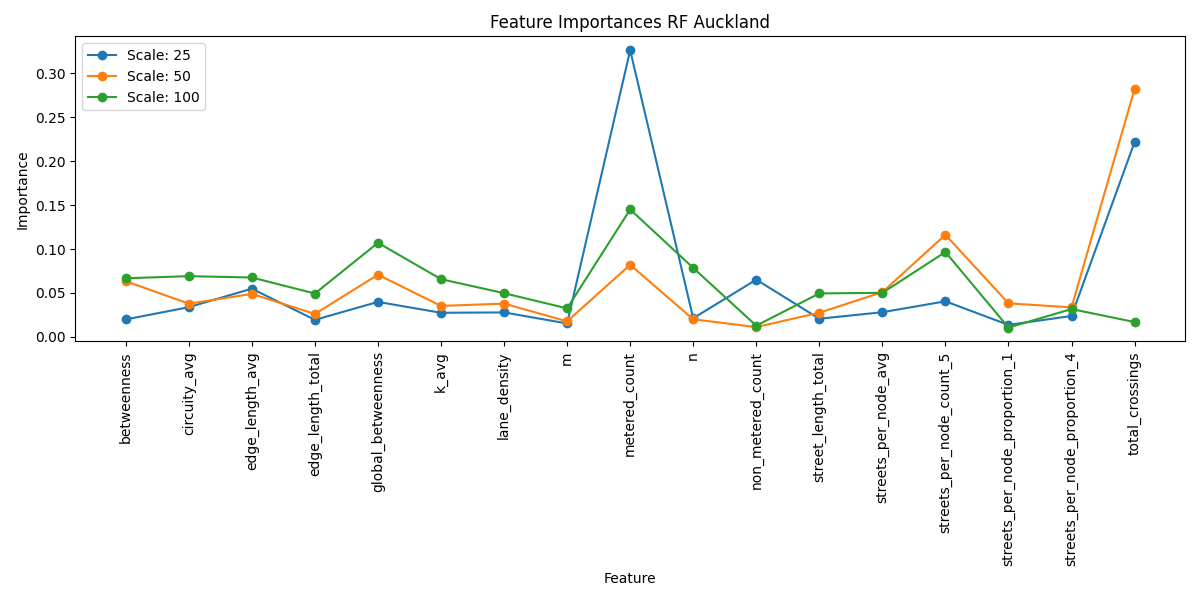 Feature Importances RF Auckland
Scale: 25
Scale: 50
Scale: 100
Importance
0.30
0.25
0.20
0.15
0.10
0.05
0.00
betweenness
circuity_avg
edge_length_avg
edge_length_total
global_betweenness
k_avg
lane_density
m
metered_count
n
non_metered_count
street_length_total
streets_per_node_avg
streets_per_node_count_5
streets_per_node_proportion_1
streets_per_node_proportion_4
total_crossings
Feature